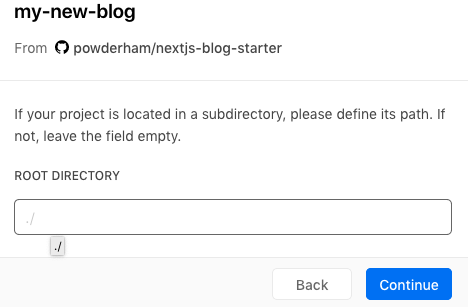 my-new-blog
From powderham/nextjs-blog-starter
If your project is located in a subdirectory, please define its path. If
not, leave the field empty.
ROOT DIRECTORY
./
./
Back Continue